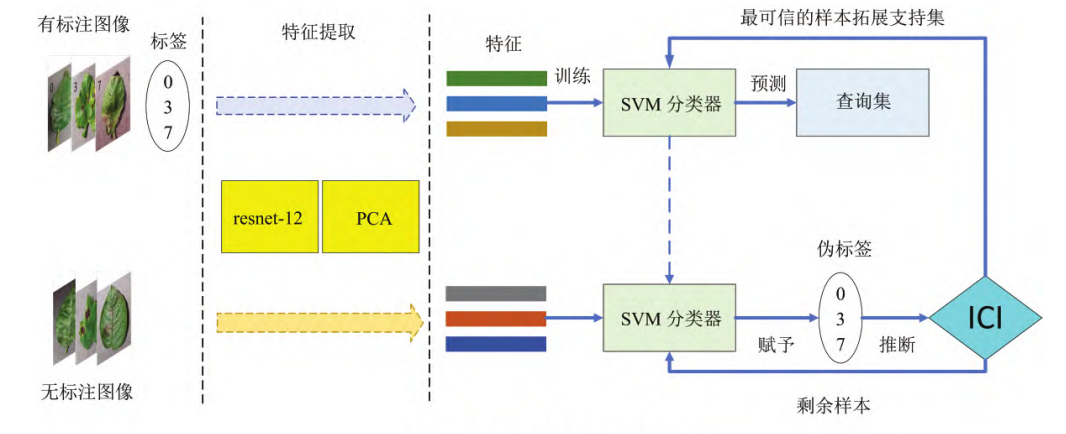 有标注图像
标签
0
3
7
0
3
7
特征提取
resnet-12
PCA
特征
训练
SVM 分类器
预测
查询集
最可信的样本拓展支持集
无标注图像
SVM 分类器
赋予
伪标签
0
3
7
推断
ICI
剩余样本